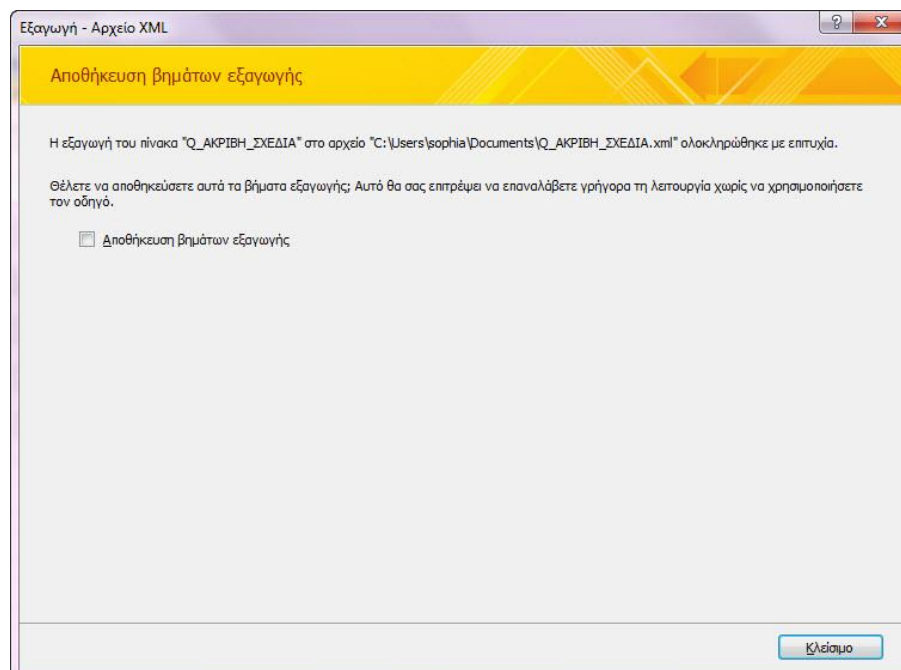 Εξαγωγή - Αρχείο XML
Αποθήκευση βημάτων εξαγωγής
Η εξαγωγή του πίνακα "Q_ΑΚΡΙΒΗ_ΣΧΕΔΙΑ" στο αρχείο "C:\Users\sophia\Documents\Q_ΑΚΡΙΒΗ_ΣΧΕΔΙΑ.xml" ολοκληρώθηκε με επιτυχία.
Θέλετε να αποθηκεύσετε αυτά τα βήματα εξαγωγής; Αυτό θα σας επιτρέψει να επαναλάβετε γρήγορα τη λειτουργία χωρίς να χρησιμοποιήσετε
τον οδηγό.
Αποθήκευση βημάτων εξαγωγής
Κλείσιμο